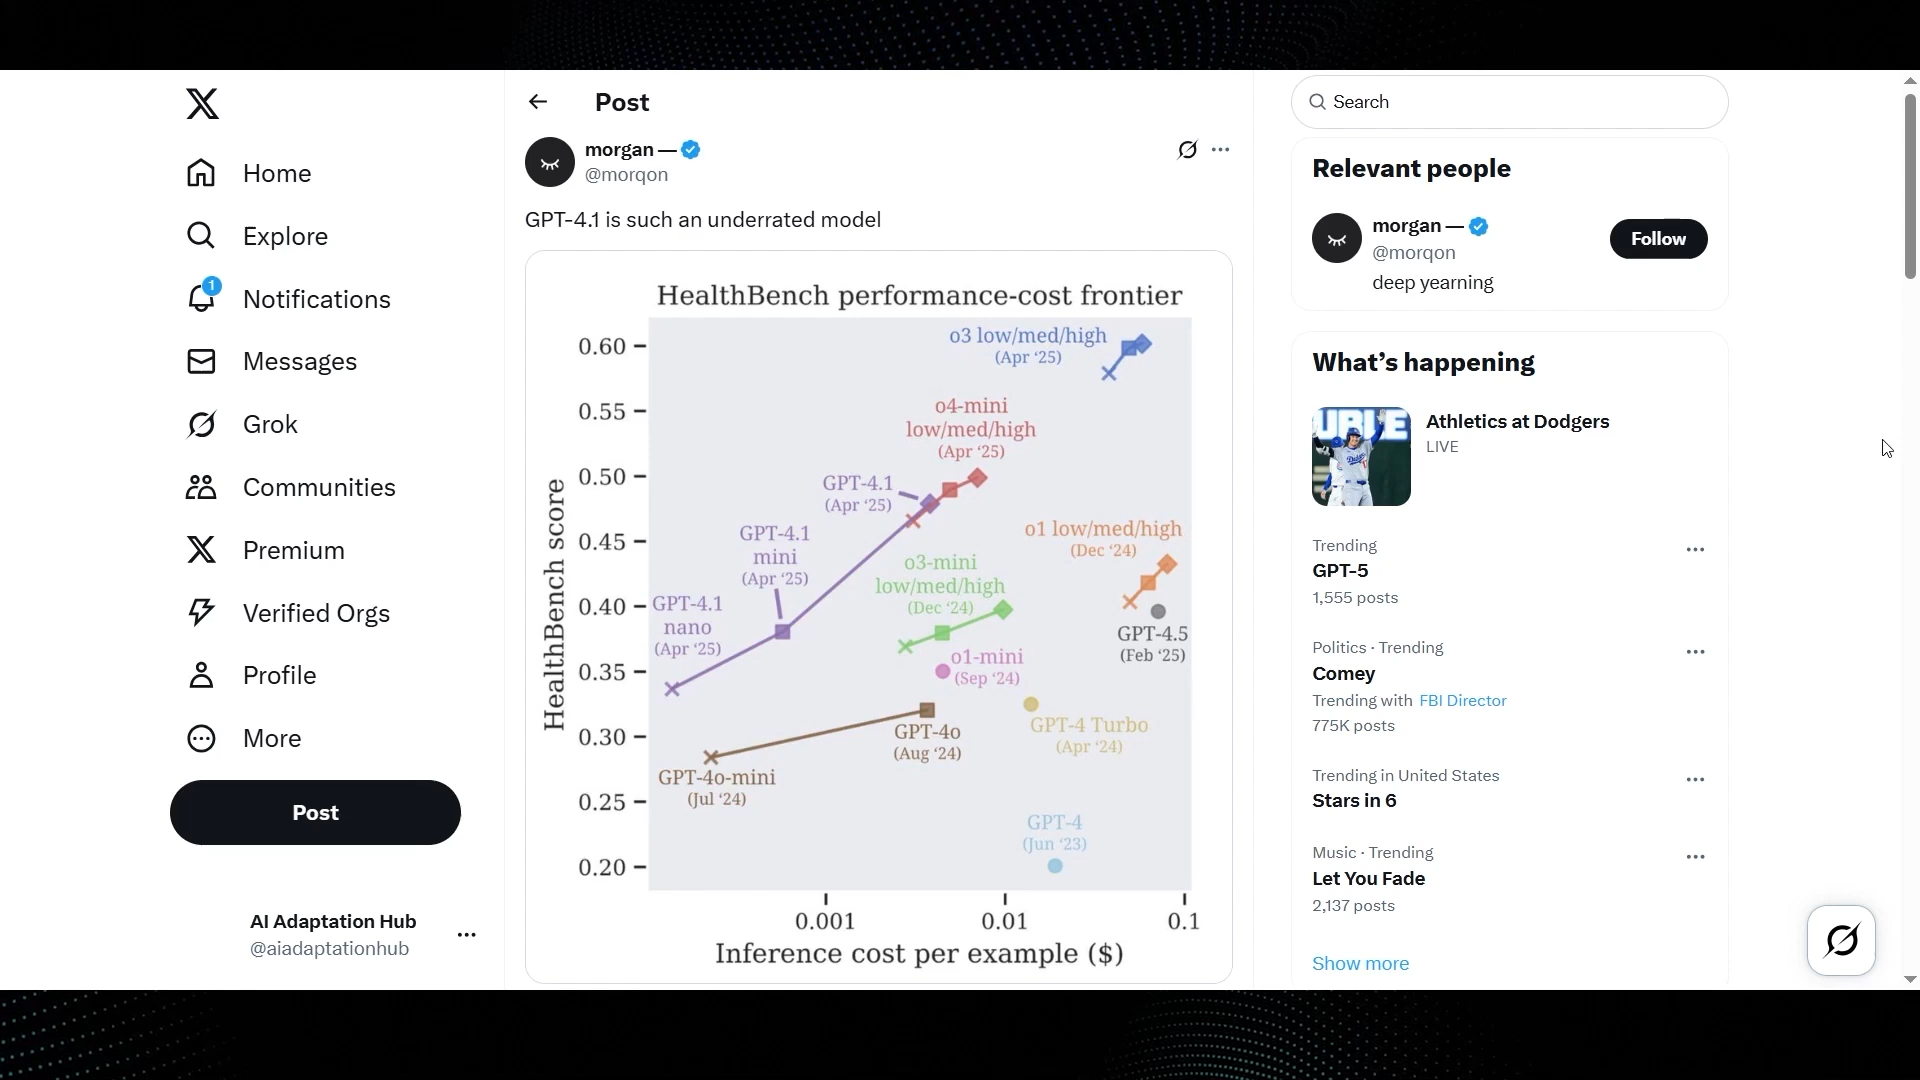 Home
Explore
1
Notifications
Messages
Grok
Communities
Premium
Verified Orgs
Profile
More
Post
AI Adaptation Hub
@aiadaptationhub
Post
morgan —
@morqon
GPT-4.1 is such an underrated model
HealthBench performance-cost frontier
HealthBench score
0.60
0.55
0.50
0.45
0.40
0.35
0.30
0.25
0.20
o3 low/med/high
(Apr ‘25)
o4-mini
low/med/high
(Apr ‘25)
GPT-4.1
(Apr ‘25)
GPT-4.1
mini
(Apr ‘25)
GPT-4.1
nano
(Apr ‘25)
o1 low/med/high
(Dec ‘24)
o3-mini
low/med/high
(Dec ‘24)
GPT-4.5
(Feb ‘25)
o1-mini
(Sep ‘24)
GPT-4 Turbo
(Apr ‘24)
GPT-4o
(Aug ‘24)
GPT-4o-mini
(Jul ‘24)
GPT-4
(Jun ‘23)
0.001
0.01
0.1
Inference cost per example ($)
Search
Relevant people
morgan —
@morqon
deep yearning
Follow
What’s happening
Athletics at Dodgers
LIVE
Trending
GPT-5
1,555 posts
Politics · Trending
Comey
Trending with FBI Director
775K posts
Trending in United States
Stars in 6
Music · Trending
Let You Fade
2,137 posts
Show more